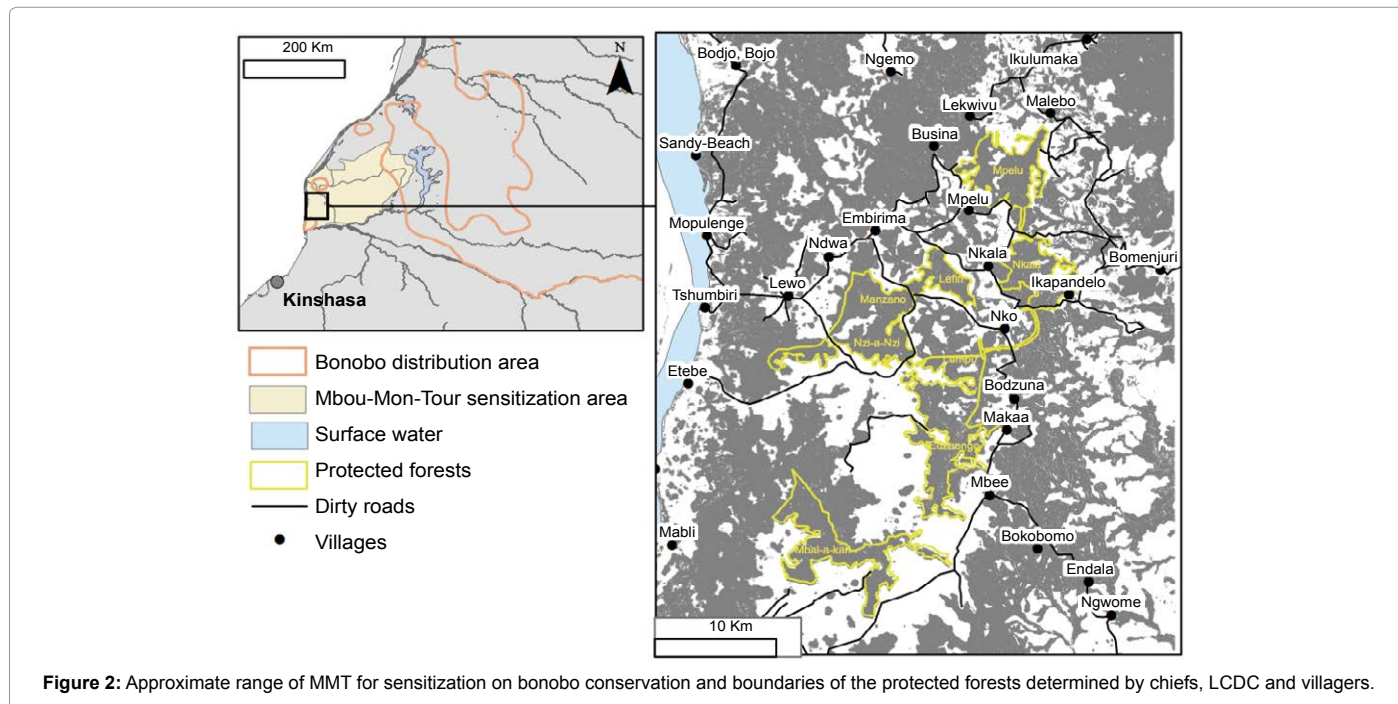 200 Km
N
Kinshasa
Bonobo distribution area
Mbou-Mon-Tour sensitization area
Surface water
Protected forests
Dirty roads
Villages
Bodjo, Bojo
Ngemo
Ikulumaka
Lekwivu
Malebo
Busina
Sandy-Beach
Mpelu
Mpelu
Mopulenge
Embirima
Ndwa
Nkala
Nkala
Bomenjuri
Lewo
Lefiri
Ikapandelo
Manzano
Tshumbiri
Nko
Nzi-a-Nzi
Lempu
Etebe
Bodzuna
Makaa
Mbee
Mabli
Mbal-a-kan
Bokobomo
Endala
Ngwome
10 Km
Figure 2: Approximate range of MMT for sensitization on bonobo conservation and boundaries of the protected forests determined by chiefs, LCDC and villagers.